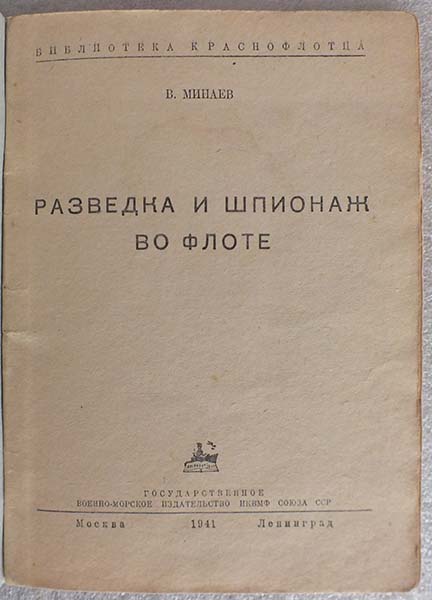 БИБЛИОТЕКА КРАСНОФЛОТЦА
В. МИНАЕВ
РАЗВЕДКА И ШПИОНАЖ
ВО ФЛОТЕ
ГОСУДАРСТВЕННОЕ
ВОЕННО-МОРСКОЕ ИЗДАТЕЛЬСТВО НКВМФ СОЮЗА ССР
Москва 1941 Ленинград